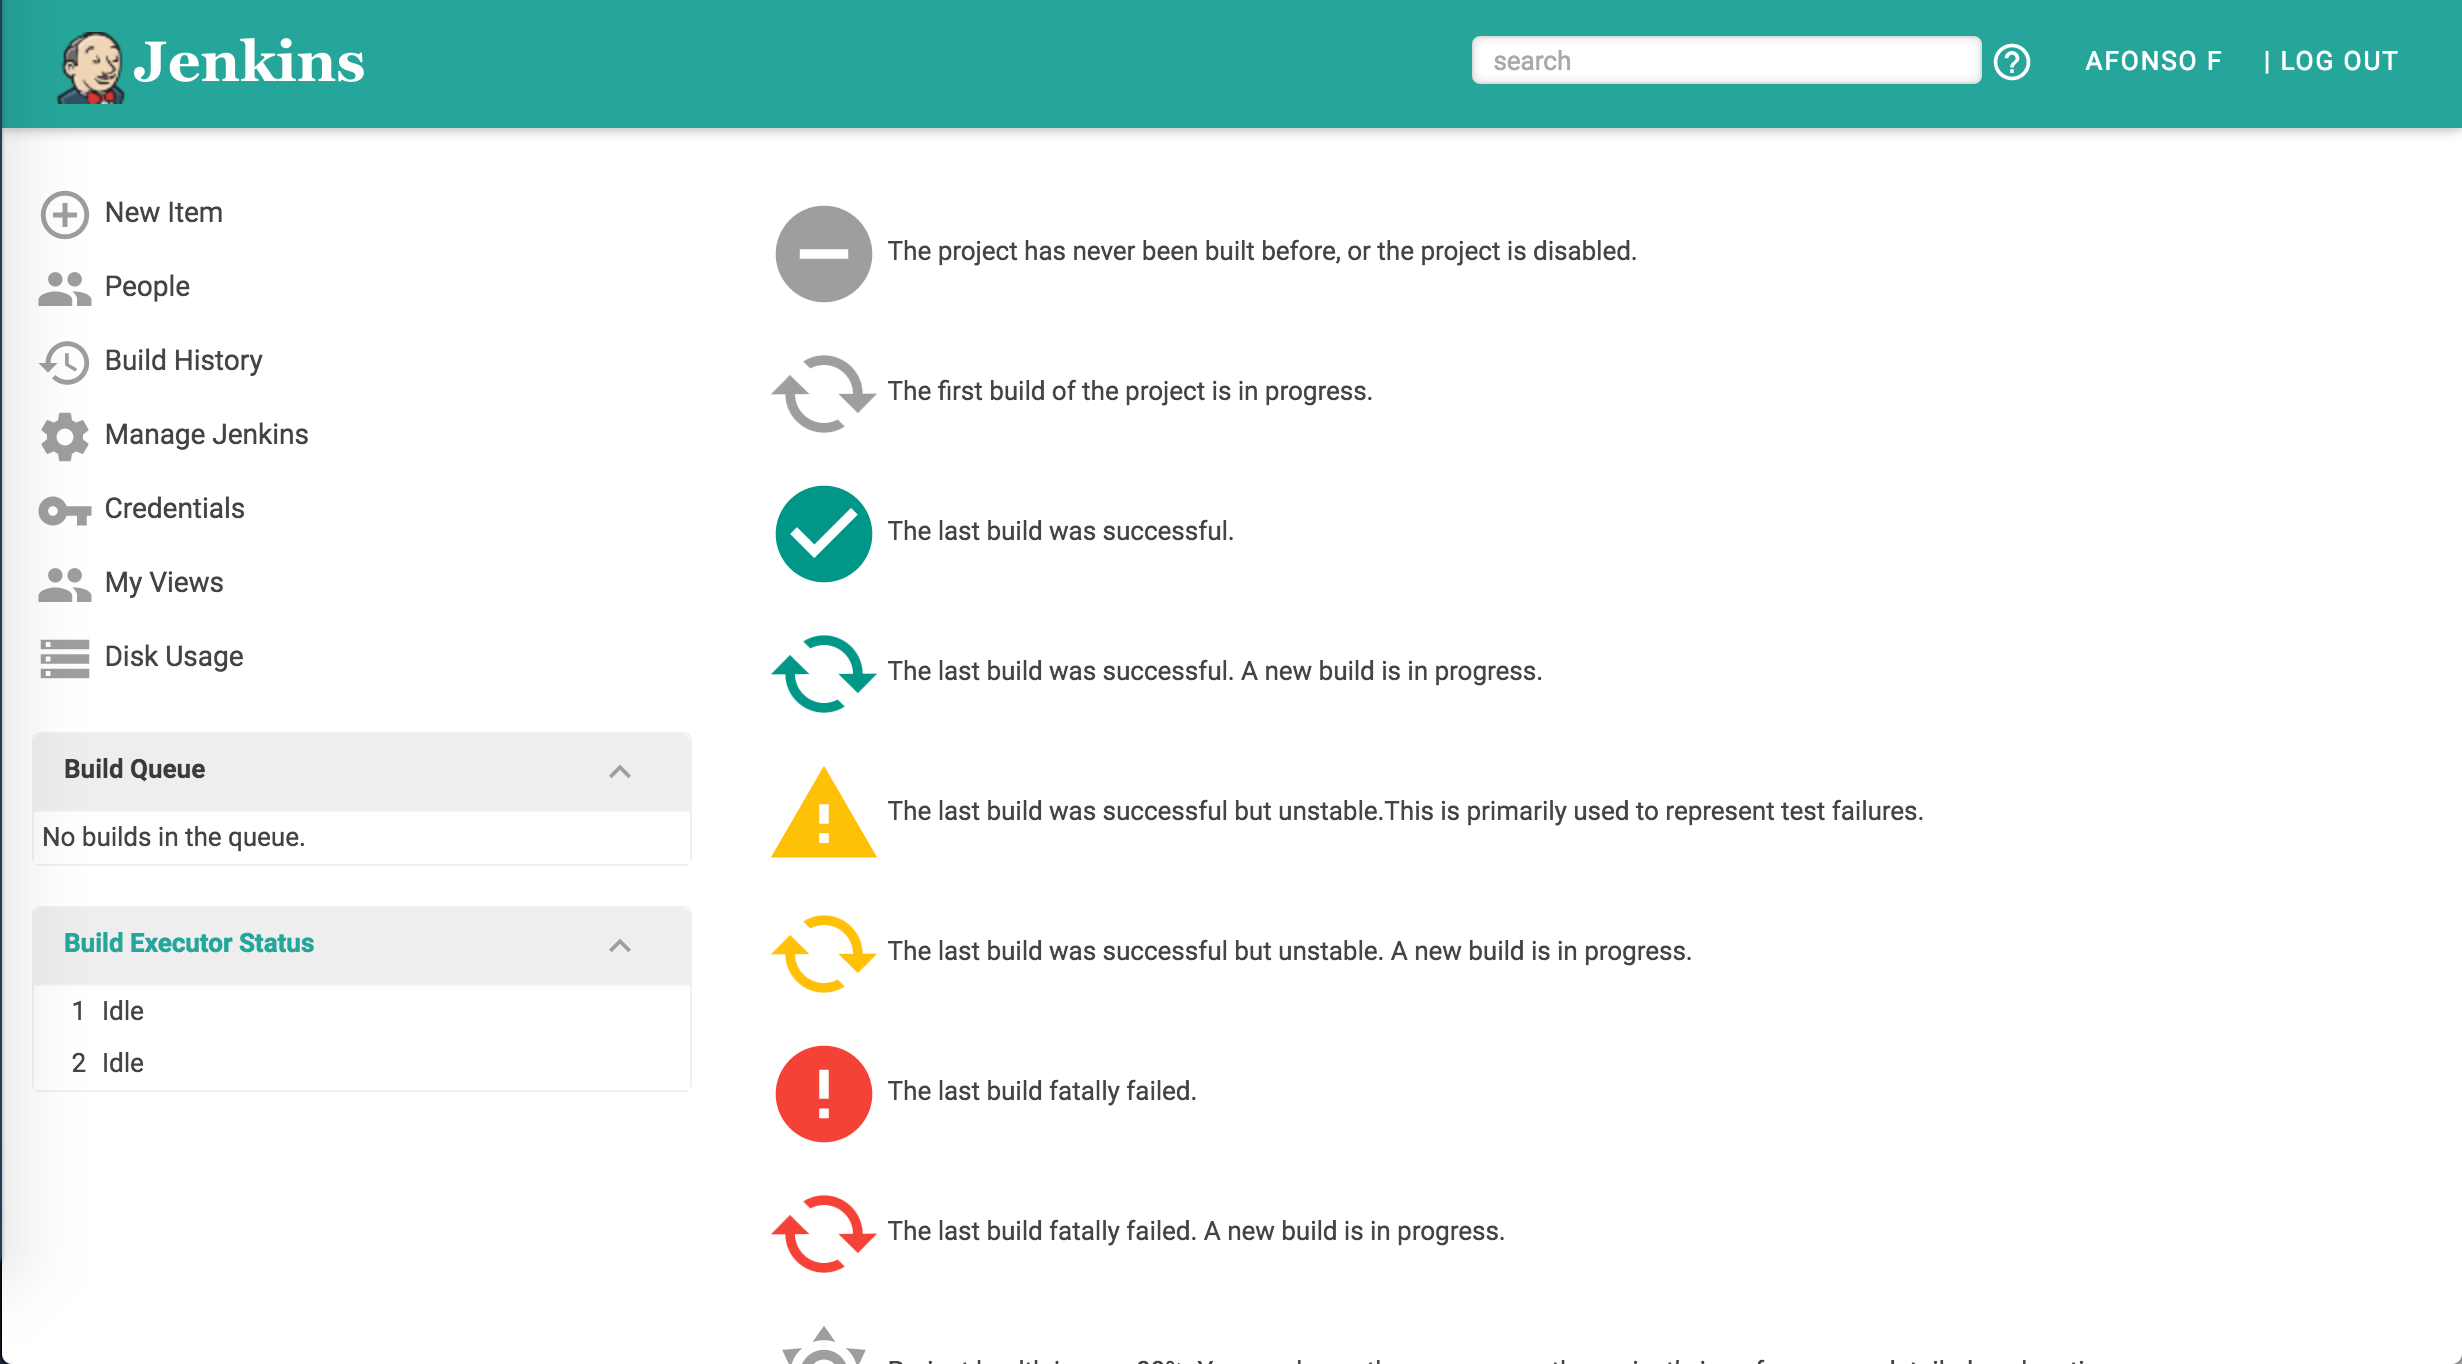 Jenkins
search
AFONSO F | LOG OUT
New Item
People
Build History
Manage Jenkins
Credentials
My Views
Disk Usage
Build Queue
No builds in the queue.
Build Executor Status
1 Idle
2 Idle
The project has never been built before, or the project is disabled.
The first build of the project is in progress.
The last build was successful.
The last build was successful. A new build is in progress.
The last build was successful but unstable.This is primarily used to represent test failures.
The last build was successful but unstable. A new build is in progress.
The last build fatally failed.
The last build fatally failed. A new build is in progress.